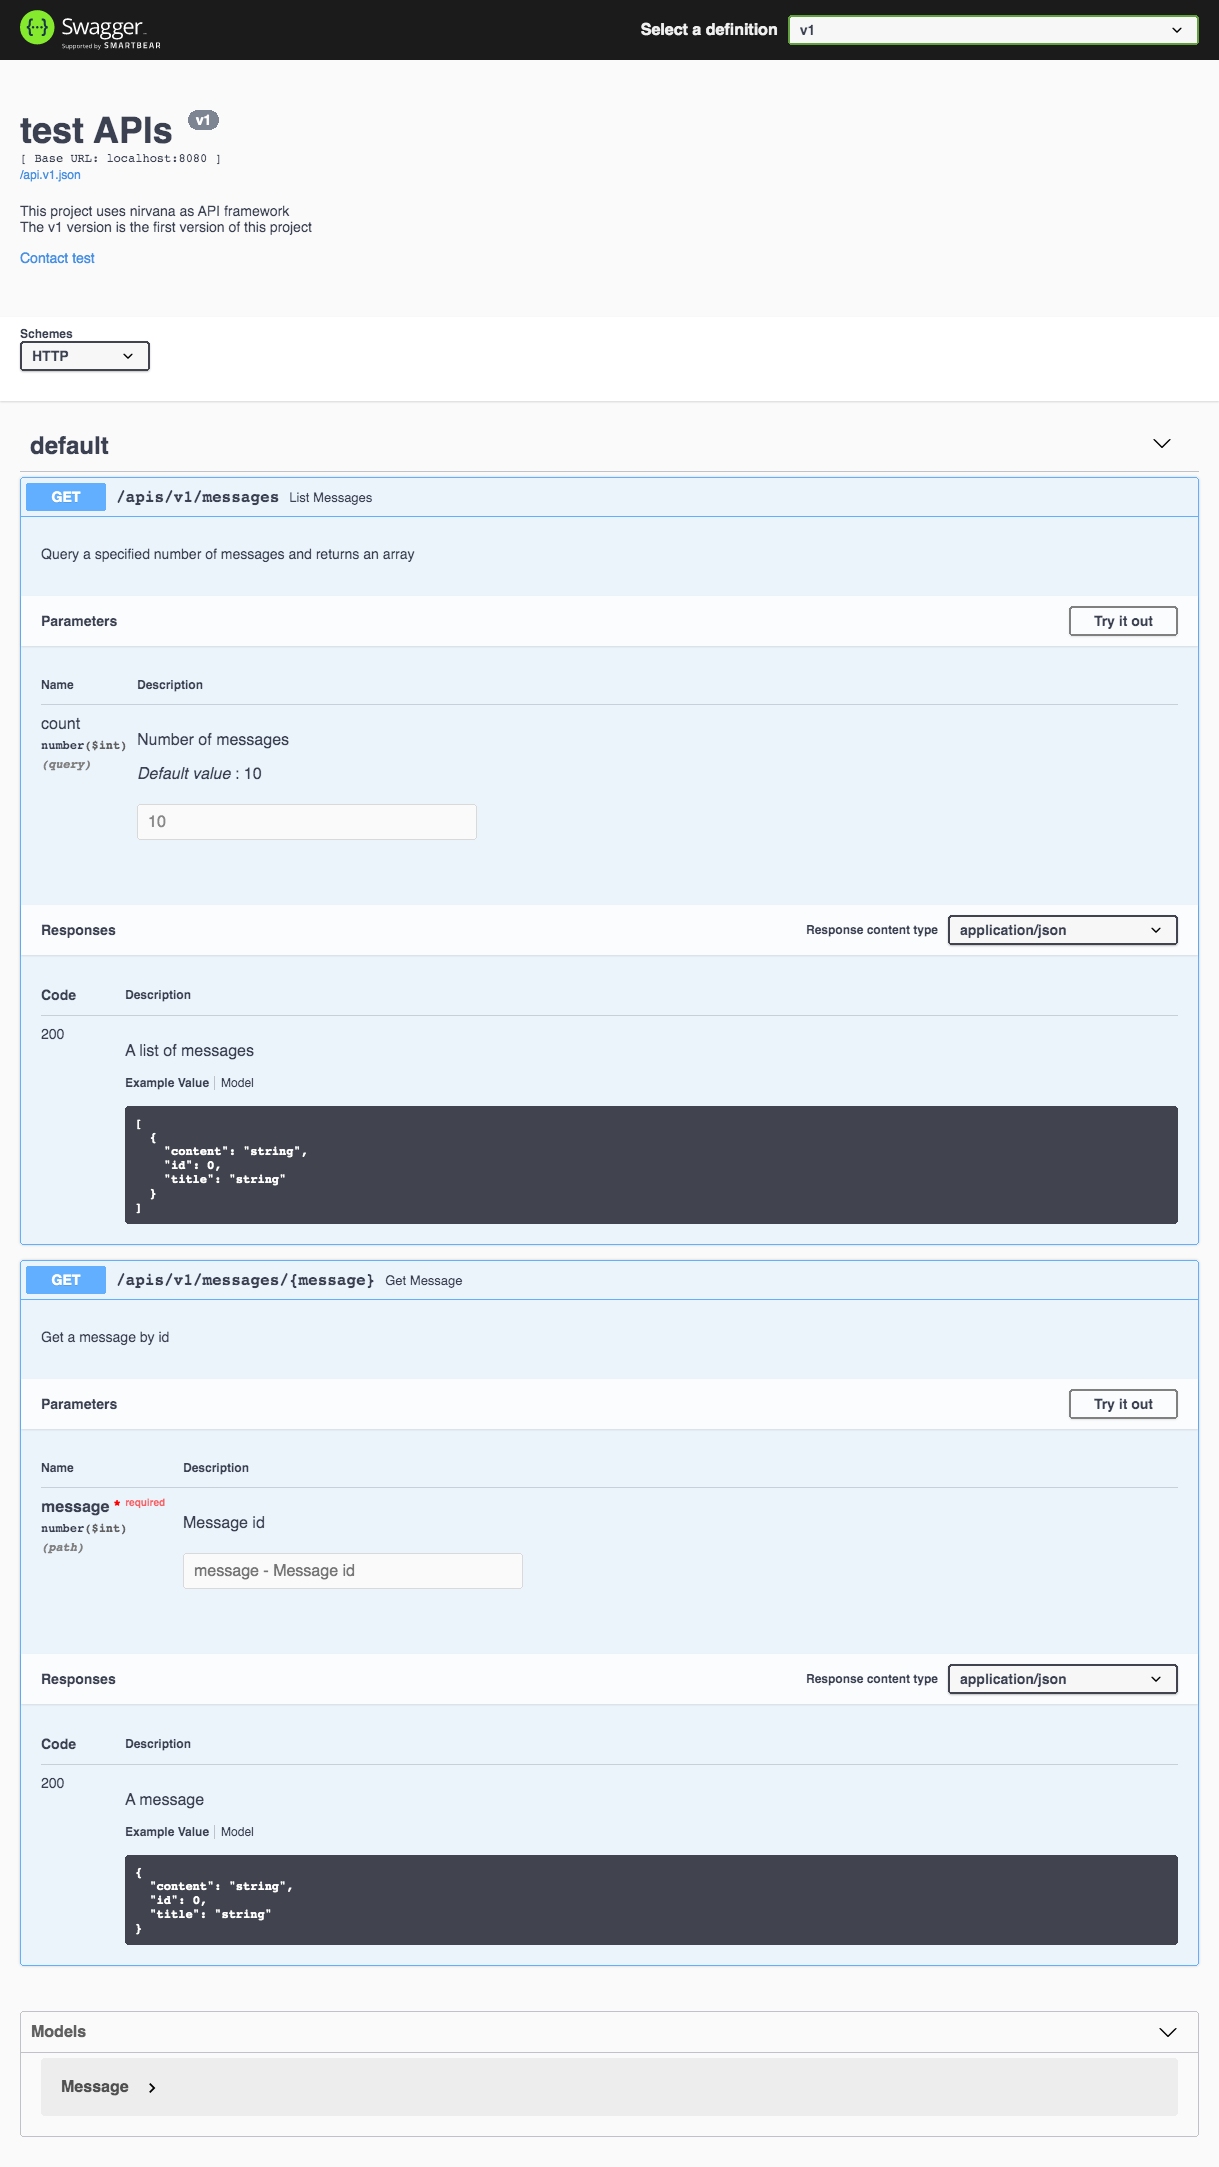 Swagger
Supported by SMARTBEAR
Select a definition
v1
test APIs v1
[ Base URL: localhost:8080 ]
/api.v1.json
This project uses nirvana as API framework
The v1 version is the first version of this project
Contact test
Schemes
HTTP
default
GET /apis/v1/messages List Messages
Query a specified number of messages and returns an array
Parameters
Try it out
Name Description
count
number($int)
(query)
Number of messages
Default value : 10
10
Responses
Response content type application/json
Code Description
200
A list of messages
Example Value Model
[
  {
    "content": "string",
    "id": 0,
    "title": "string"
  }
]
GET /apis/v1/messages/{message} Get Message
Get a message by id
Parameters
Try it out
Name Description
message * required
number($int)
(path)
Message id
message - Message id
Responses
Response content type application/json
Code Description
200
A message
Example Value Model
{
  "content": "string",
  "id": 0,
  "title": "string"
}
Models
Message